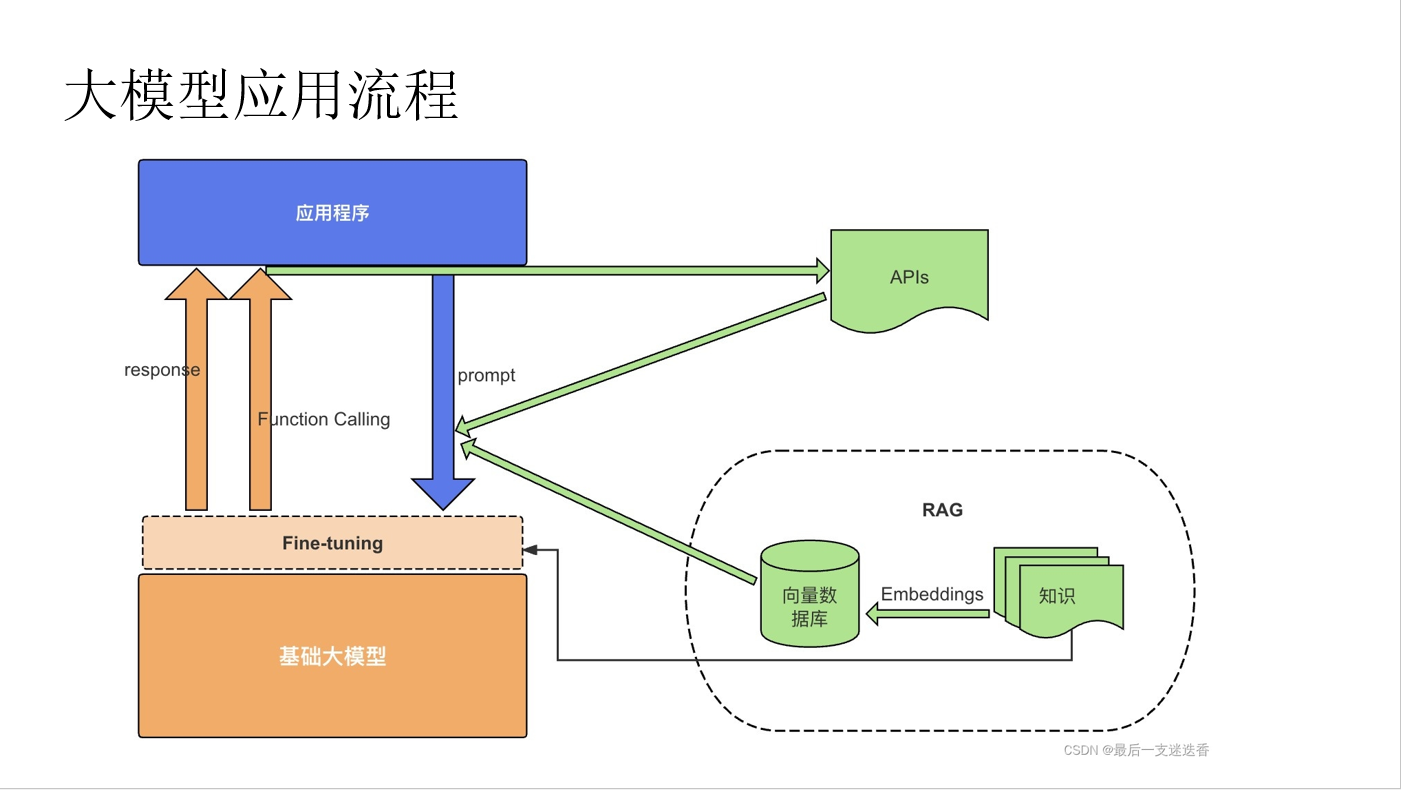 大模型应用流程
应用程序
APIs
response
prompt
Function Calling
RAG
Fine-tuning
向量数
据库
Embeddings
知识
基础大模型
CSDN @最后一支迷迭香